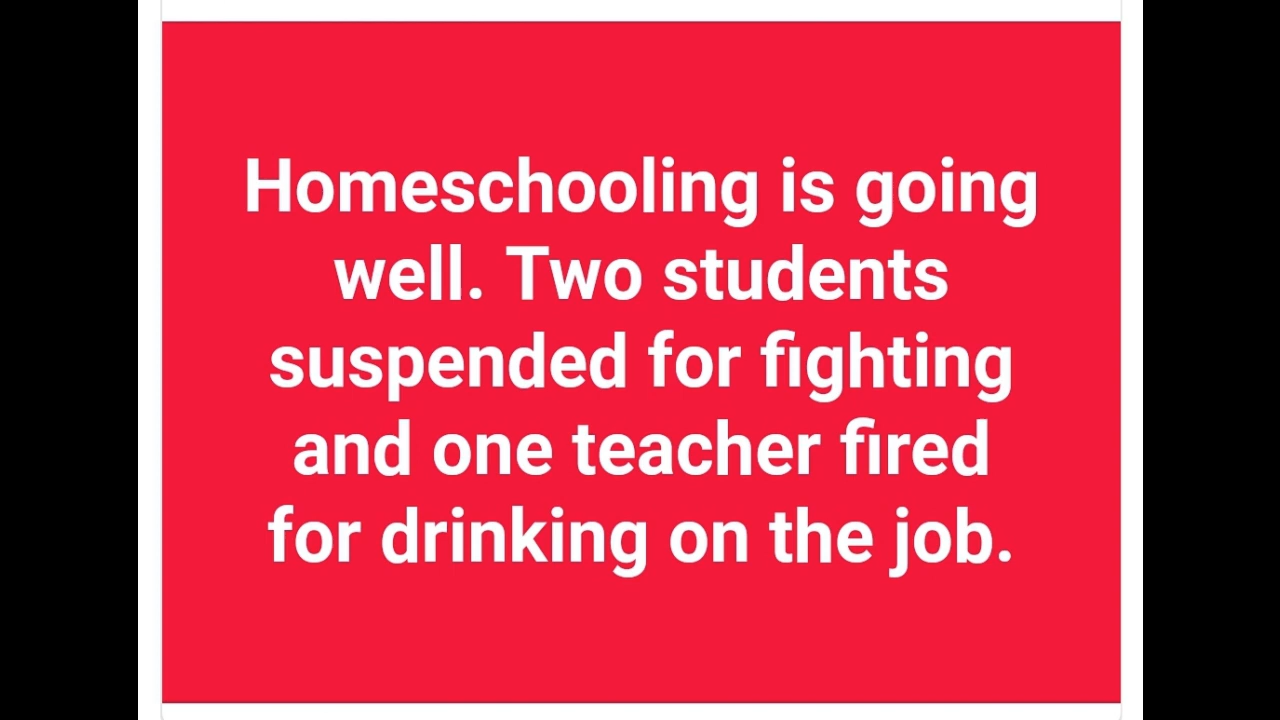 Homeschooling is going
well. Two students
suspended for fighting
and one teacher fired
for drinking on the job.